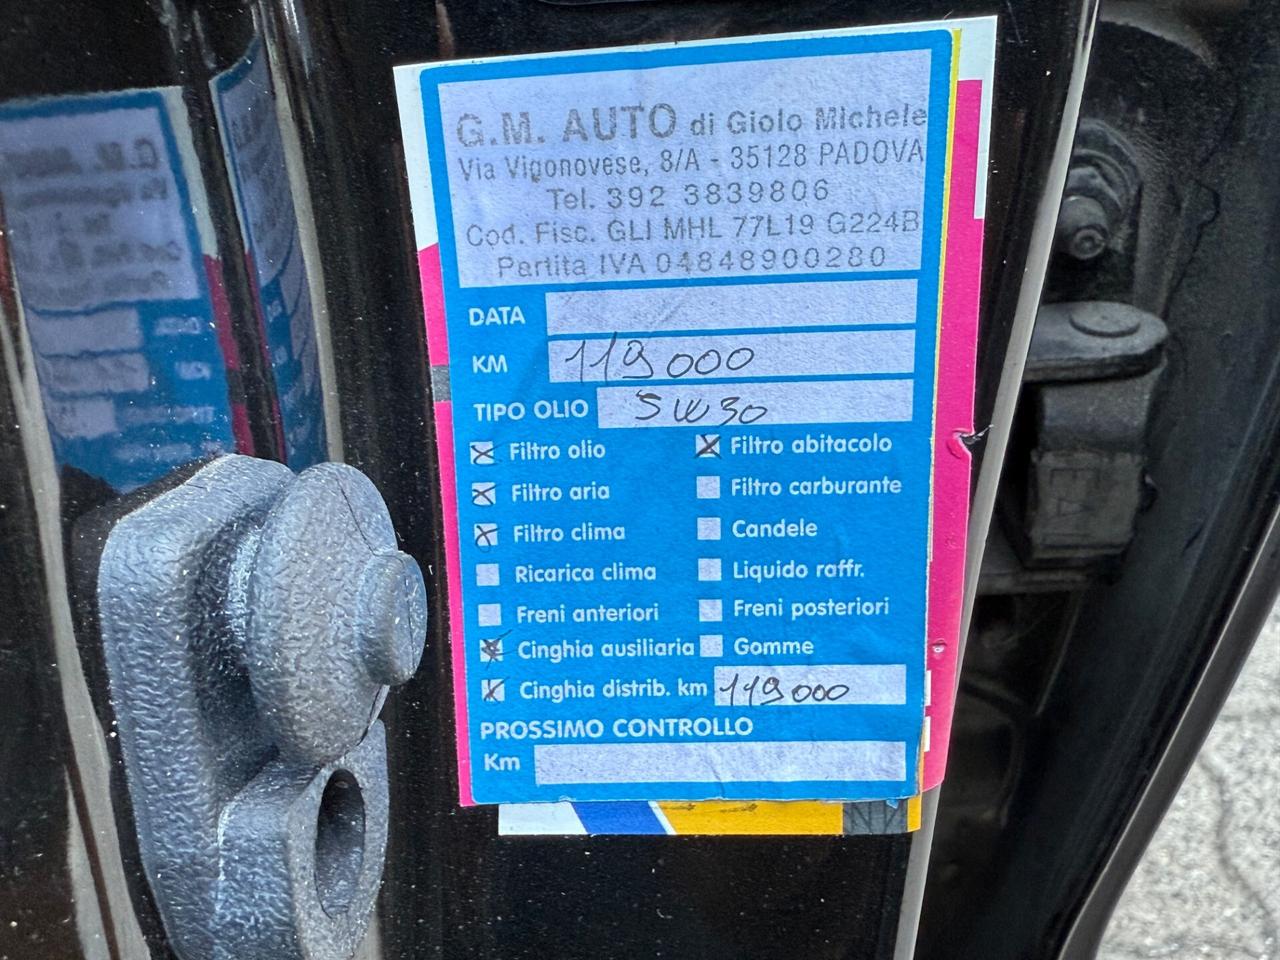 G.M. AUTO di Giolo Michele
Via Vigonovese, 8/A - 35128 PADOVA
Tel. 392 3839806
Cod. Fisc. GLI MHL 77L19 G224B
Partita IVA 04848900280
DATA
KM 119000
TIPO OLIO 5W30
Filtro olio Filtro abitacolo
Filtro aria Filtro carburante
Filtro clima Candele
Ricarica clima Liquido raffr.
Freni anteriori Freni posteriori
Cinghia ausiliaria Gomme
Cinghia distrib. km 119000
PROSSIMO CONTROLLO
Km